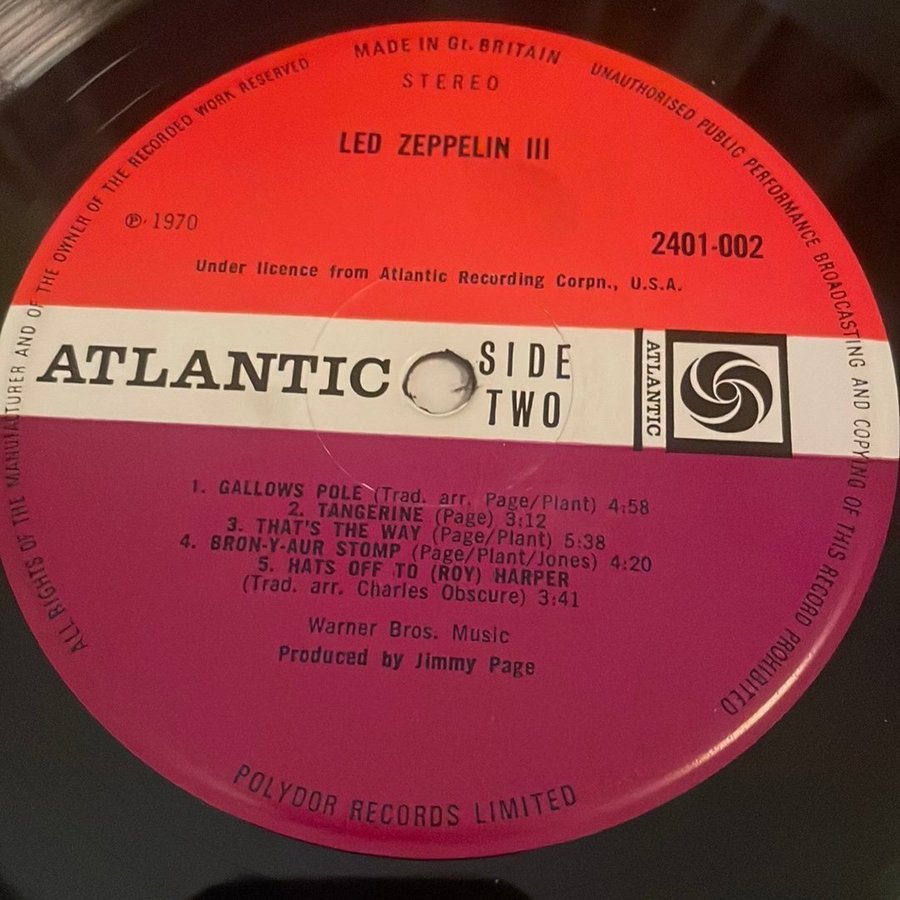 MADE IN Gt. BRITAIN
STEREO
LED ZEPPELIN III
℗ · 1970
2401-002
Under licence from Atlantic Recording Corpn., U.S.A.
ATLANTIC
SIDE
TWO
ATLANTIC
1. GALLOWS POLE (Trad. arr. Page/Plant) 4:58
2. TANGERINE (Page) 3:12
3. THAT'S THE WAY (Page/Plant) 5:38
4. BRON-Y-AUR STOMP (Page/Plant/Jones) 4:20
5. HATS OFF TO (ROY) HARPER
(Trad. arr. Charles Obscure) 3:41
Warner Bros. Music
Produced by Jimmy Page
POLYDOR RECORDS LIMITED
ALL RIGHTS OF THE MANUFACTURER AND OF THE OWNER OF THE RECORDED WORK RESERVED
UNAUTHORISED PUBLIC PERFORMANCE BROADCASTING AND COPYING OF THIS RECORD PROHIBITED